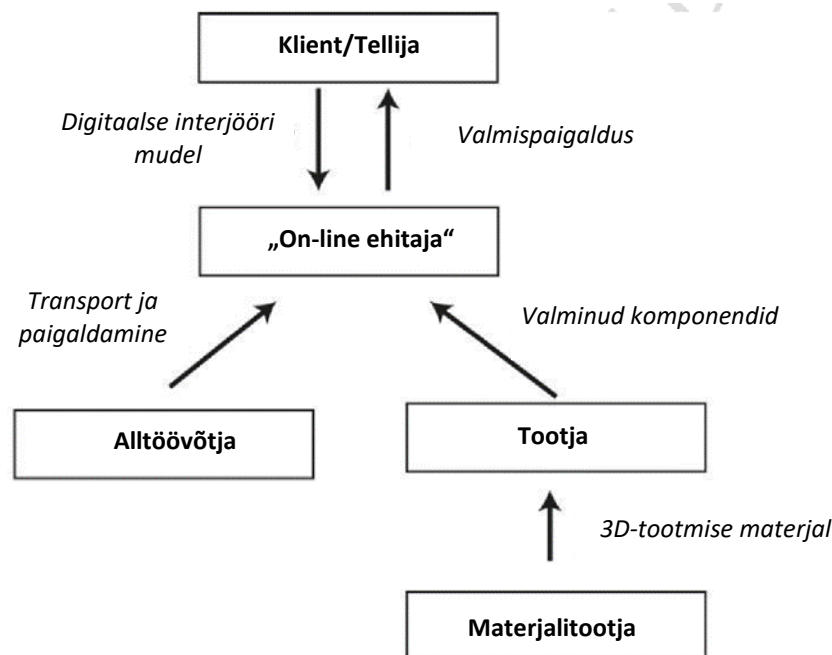 Klient/Tellija
Digitaalse interjööri
mudel
Valmispaigaldus
„On-line ehitaja“
Transport ja
paigaldamine
Valminud komponendid
Alltöövõtja
Tootja
3D-tootmise materjal
Materjalitootja